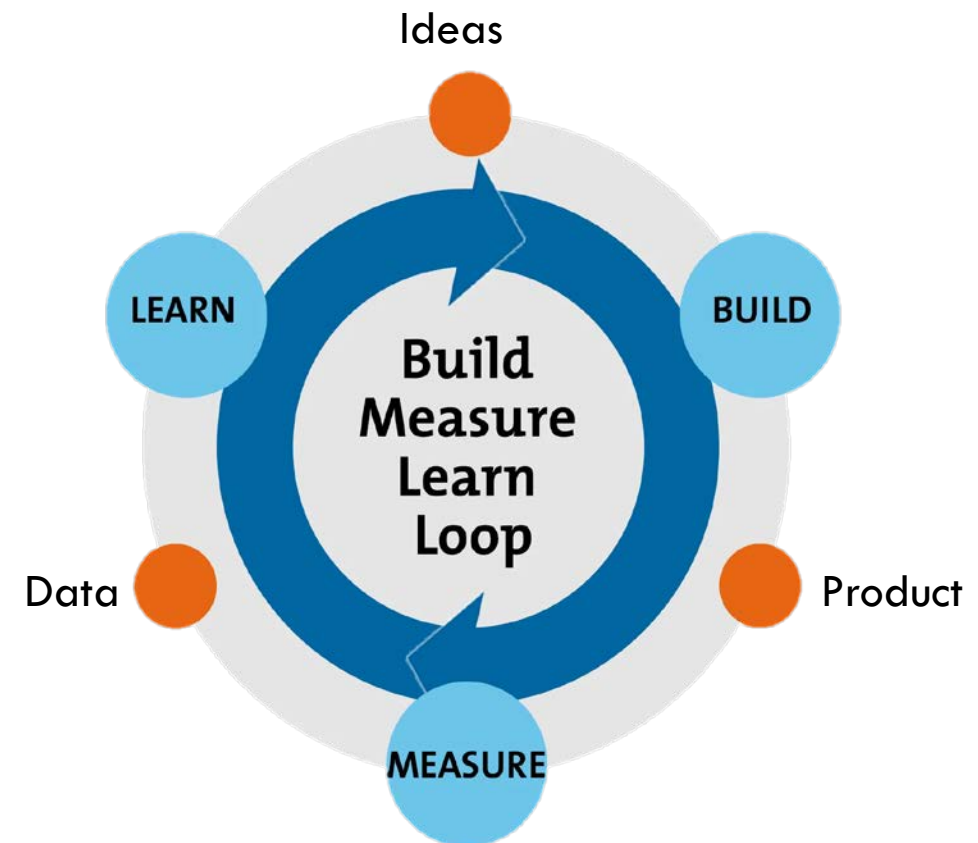 Ideas
LEARN
BUILD
Build
Measure
Learn
Loop
Data
Product
MEASURE